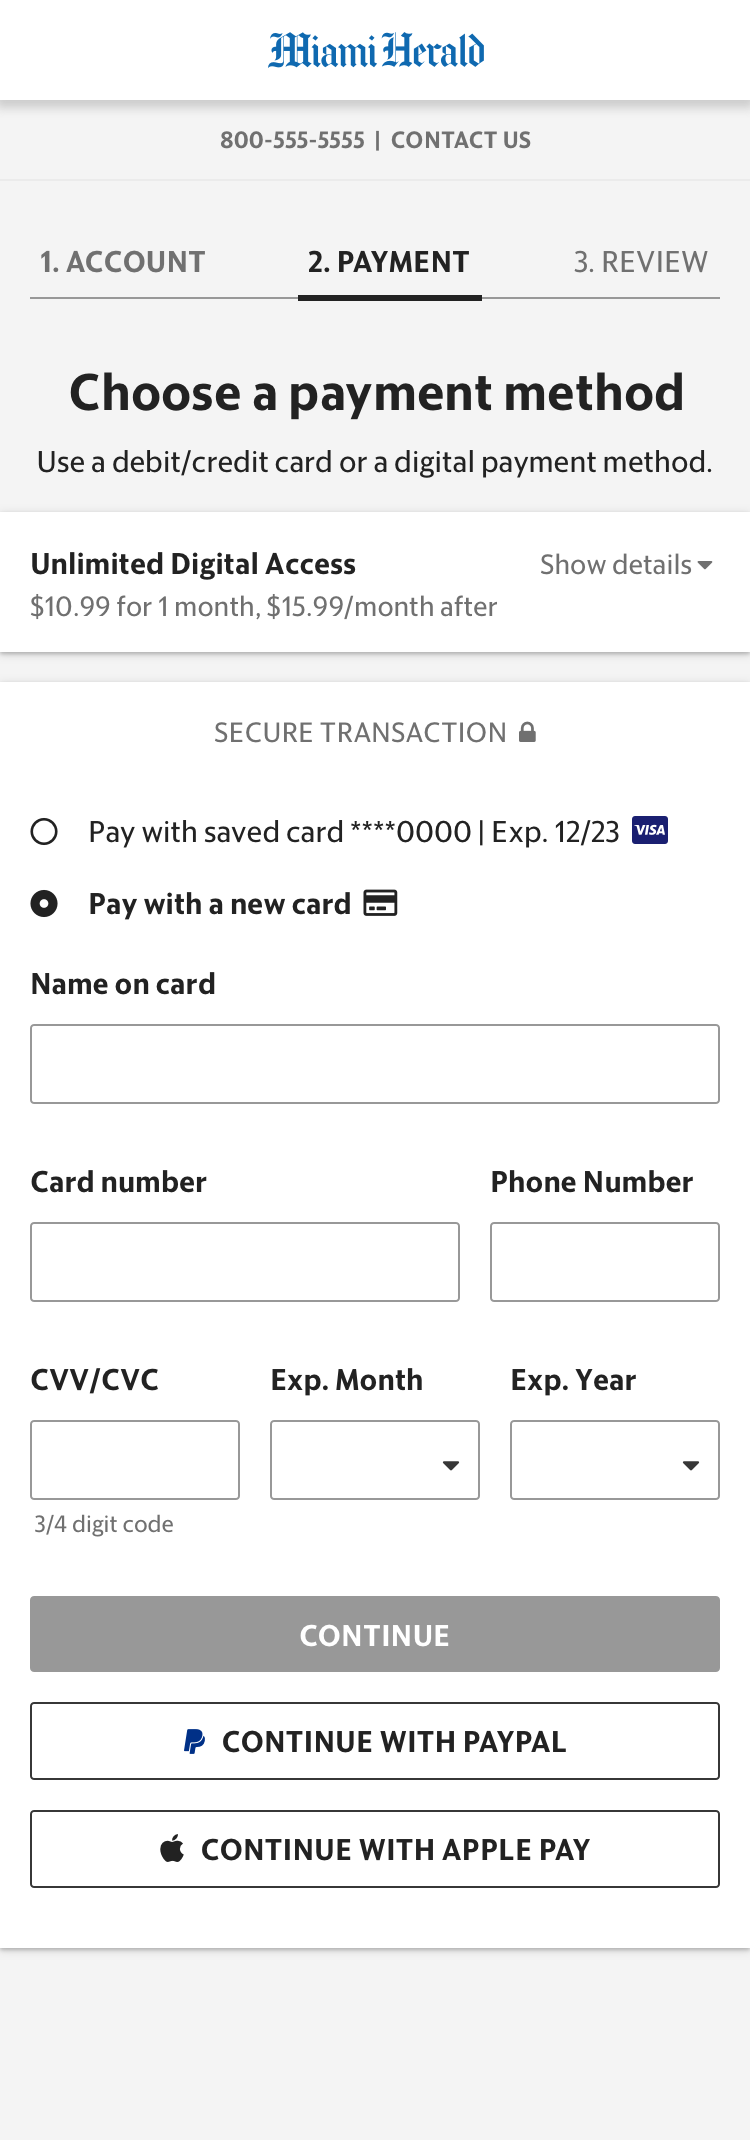 Miami Herald
800-555-5555 | CONTACT US
1. ACCOUNT 2. PAYMENT 3. REVIEW
Choose a payment method
Use a debit/credit card or a digital payment method.
Unlimited Digital Access Show details
$10.99 for 1 month, $15.99/month after
SECURE TRANSACTION
Pay with saved card ****0000 | Exp. 12/23 VISA
Pay with a new card
Name on card
Card number Phone Number
CVV/CVC Exp. Month Exp. Year
3/4 digit code
CONTINUE
CONTINUE WITH PAYPAL
CONTINUE WITH APPLE PAY